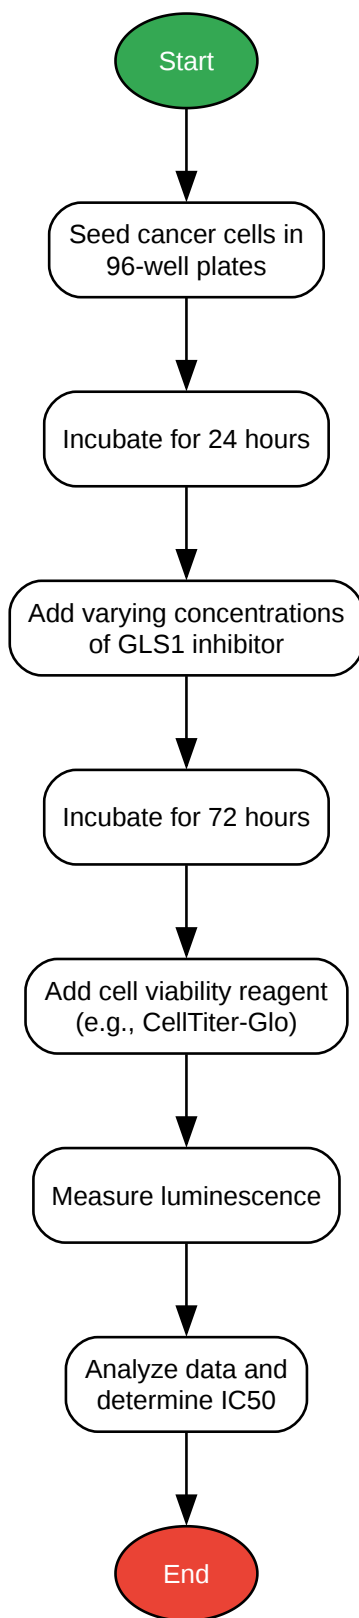 Start
Seed cancer cells in
96-well plates
Incubate for 24 hours
Add varying concentrations
of GLS1 inhibitor
Incubate for 72 hours
Add cell viability reagent
(e.g., CellTiter-Glo)
Measure luminescence
Analyze data and
determine IC50
End